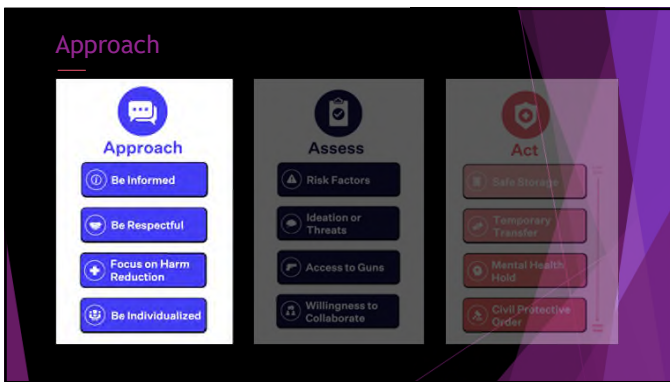 Approach
Approach
Be Informed
Be Respectful
Focus on Harm
Reduction
Be Individualized
Assess
Risk Factors
Ideation or
Threats
Access to Guns
Willingness to
Collaborate
Act
Safe Storage
Temporary
Transfer
Mental Health
Hold
Civil Protective
Order